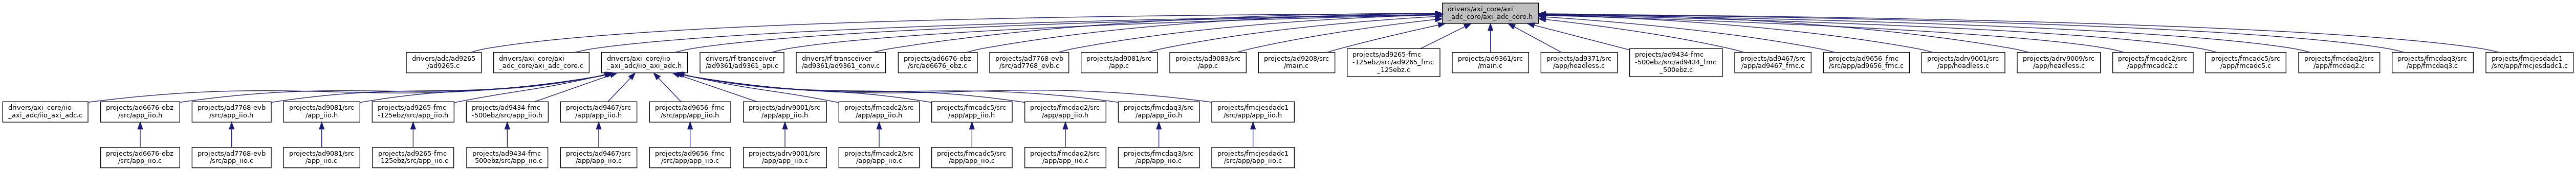 drivers/axi_core/axi
_adc_core/axi_adc_core.h
drivers/adc/ad9265
/ad9265.c
drivers/axi_core/axi
_adc_core/axi_adc_core.c
drivers/axi_core/iio
_axi_adc/iio_axi_adc.h
drivers/rf-transceiver
/ad9361/ad9361_api.c
drivers/rf-transceiver
/ad9361/ad9361_conv.c
projects/ad6676-ebz
/src/ad6676_ebz.c
projects/ad7768-evb
/src/ad7768_evb.c
projects/ad9081/src
/app.c
projects/ad9083/src
/app.c
projects/ad9208/src
/main.c
projects/ad9265-fmc
-125ebz/src/ad9265_fmc
_125ebz.c
projects/ad9361/src
/main.c
projects/ad9371/src
/app/headless.c
projects/ad9434-fmc
-500ebz/src/ad9434_fmc
_500ebz.c
projects/ad9467/src
/app/ad9467_fmc.c
projects/ad9656_fmc
/src/app/ad9656_fmc.c
projects/adrv9001/src
/app/headless.c
projects/adrv9009/src
/app/headless.c
projects/fmcadc2/src
/app/fmcadc2.c
projects/fmcadc5/src
/app/fmcadc5.c
projects/fmcdaq2/src
/app/fmcdaq2.c
projects/fmcdaq3/src
/app/fmcdaq3.c
projects/fmcjesdadc1
/src/app/fmcjesdadc1.c
drivers/axi_core/iio
_axi_adc/iio_axi_adc.c
projects/ad6676-ebz
/src/app_iio.h
projects/ad7768-evb
/src/app_iio.h
projects/ad9081/src
/app_iio.h
projects/ad9265-fmc
-125ebz/src/app_iio.h
projects/ad9434-fmc
-500ebz/src/app_iio.h
projects/ad9467/src
/app/app_iio.h
projects/ad9656_fmc
/src/app/app_iio.h
projects/adrv9001/src
/app/app_iio.h
projects/fmcadc2/src
/app/app_iio.h
projects/fmcadc5/src
/app/app_iio.h
projects/fmcdaq2/src
/app/app_iio.h
projects/fmcdaq3/src
/app/app_iio.h
projects/fmcjesdadc1
/src/app/app_iio.h
projects/ad6676-ebz
/src/app_iio.c
projects/ad7768-evb
/src/app_iio.c
projects/ad9081/src
/app_iio.c
projects/ad9265-fmc
-125ebz/src/app_iio.c
projects/ad9434-fmc
-500ebz/src/app_iio.c
projects/ad9467/src
/app/app_iio.c
projects/ad9656_fmc
/src/app/app_iio.c
projects/adrv9001/src
/app/app_iio.c
projects/fmcadc2/src
/app/app_iio.c
projects/fmcadc5/src
/app/app_iio.c
projects/fmcdaq2/src
/app/app_iio.c
projects/fmcdaq3/src
/app/app_iio.c
projects/fmcjesdadc1
/src/app/app_iio.c